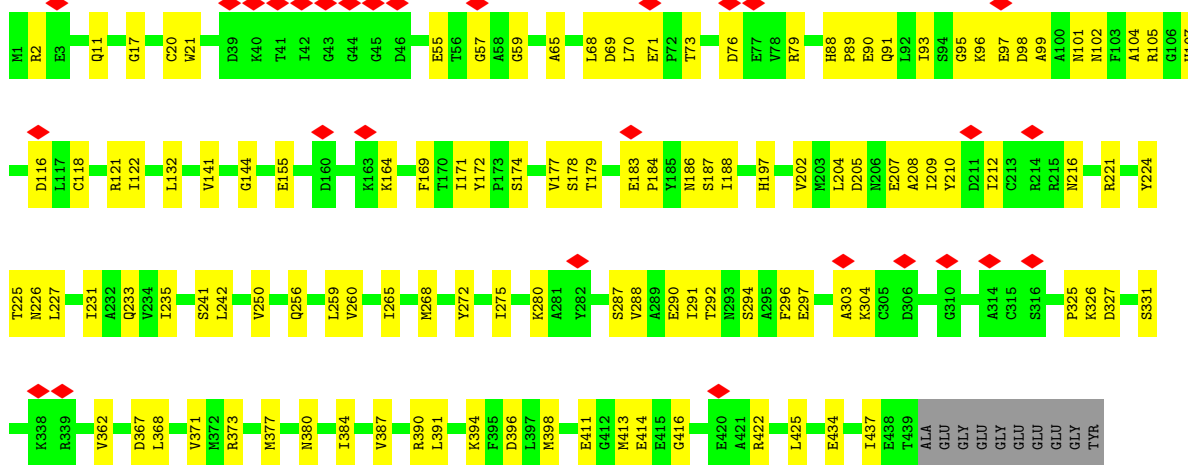 M1 R2 E3 Q11 G17 C20 W21 D39 K40 T41 I42 G43 G44 G45 D46 E55 T56 G57 A58 G59 A65 L68 D69 L70 E71 P72 T73 D76 E77 V78 R79 H88 P89 E90 Q91 L92 I93 S94 G95 K96 E97 D98 A99 A100 N101 N102 F103 A104 R105 G106 H107
D116 L117 C118 R121 I122 L132 V141 G144 E155 D160 K163 K164 F169 T170 I171 Y172 P173 S174 V177 S178 T179 E183 P184 Y185 N186 S187 I188 H197 V202 M203 L204 D205 N206 E207 A208 I209 Y210 D211 I212 C213 R214 R215 N216 R221 Y224
T225 N226 L227 I231 A232 Q233 V234 I235 S241 L242 V250 Q256 L259 V260 I265 M268 Y272 I275 K280 A281 Y282 S287 V288 A289 E290 I291 T292 N293 S294 A295 F296 E297 A303 K304 C305 D306 G310 A314 C315 S316 P325 K326 D327 S331
K338 R339 V362 D367 L368 V371 M372 R373 M377 N380 I384 V387 R390 L391 K394 F395 D396 L397 M398 E411 G412 M413 E414 E415 G416 E420 A421 R422 L425 E434 I437 E438 T439 ALA GLU GLY GLU GLY GLU GLU GLU GLY TYR